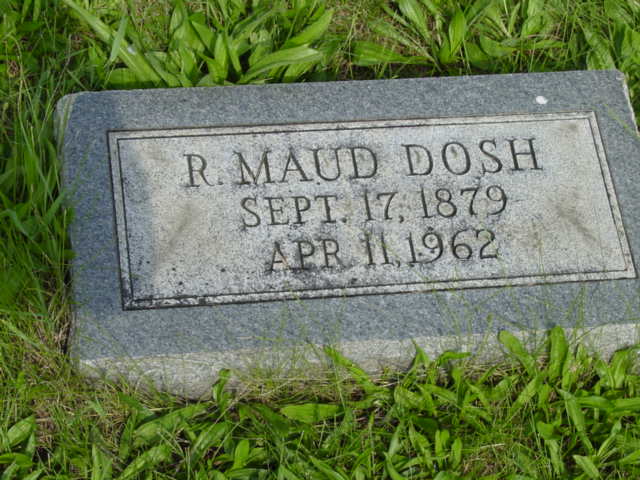 R. MAUD DOSH
SEPT. 17, 1879
APR 11, 1962